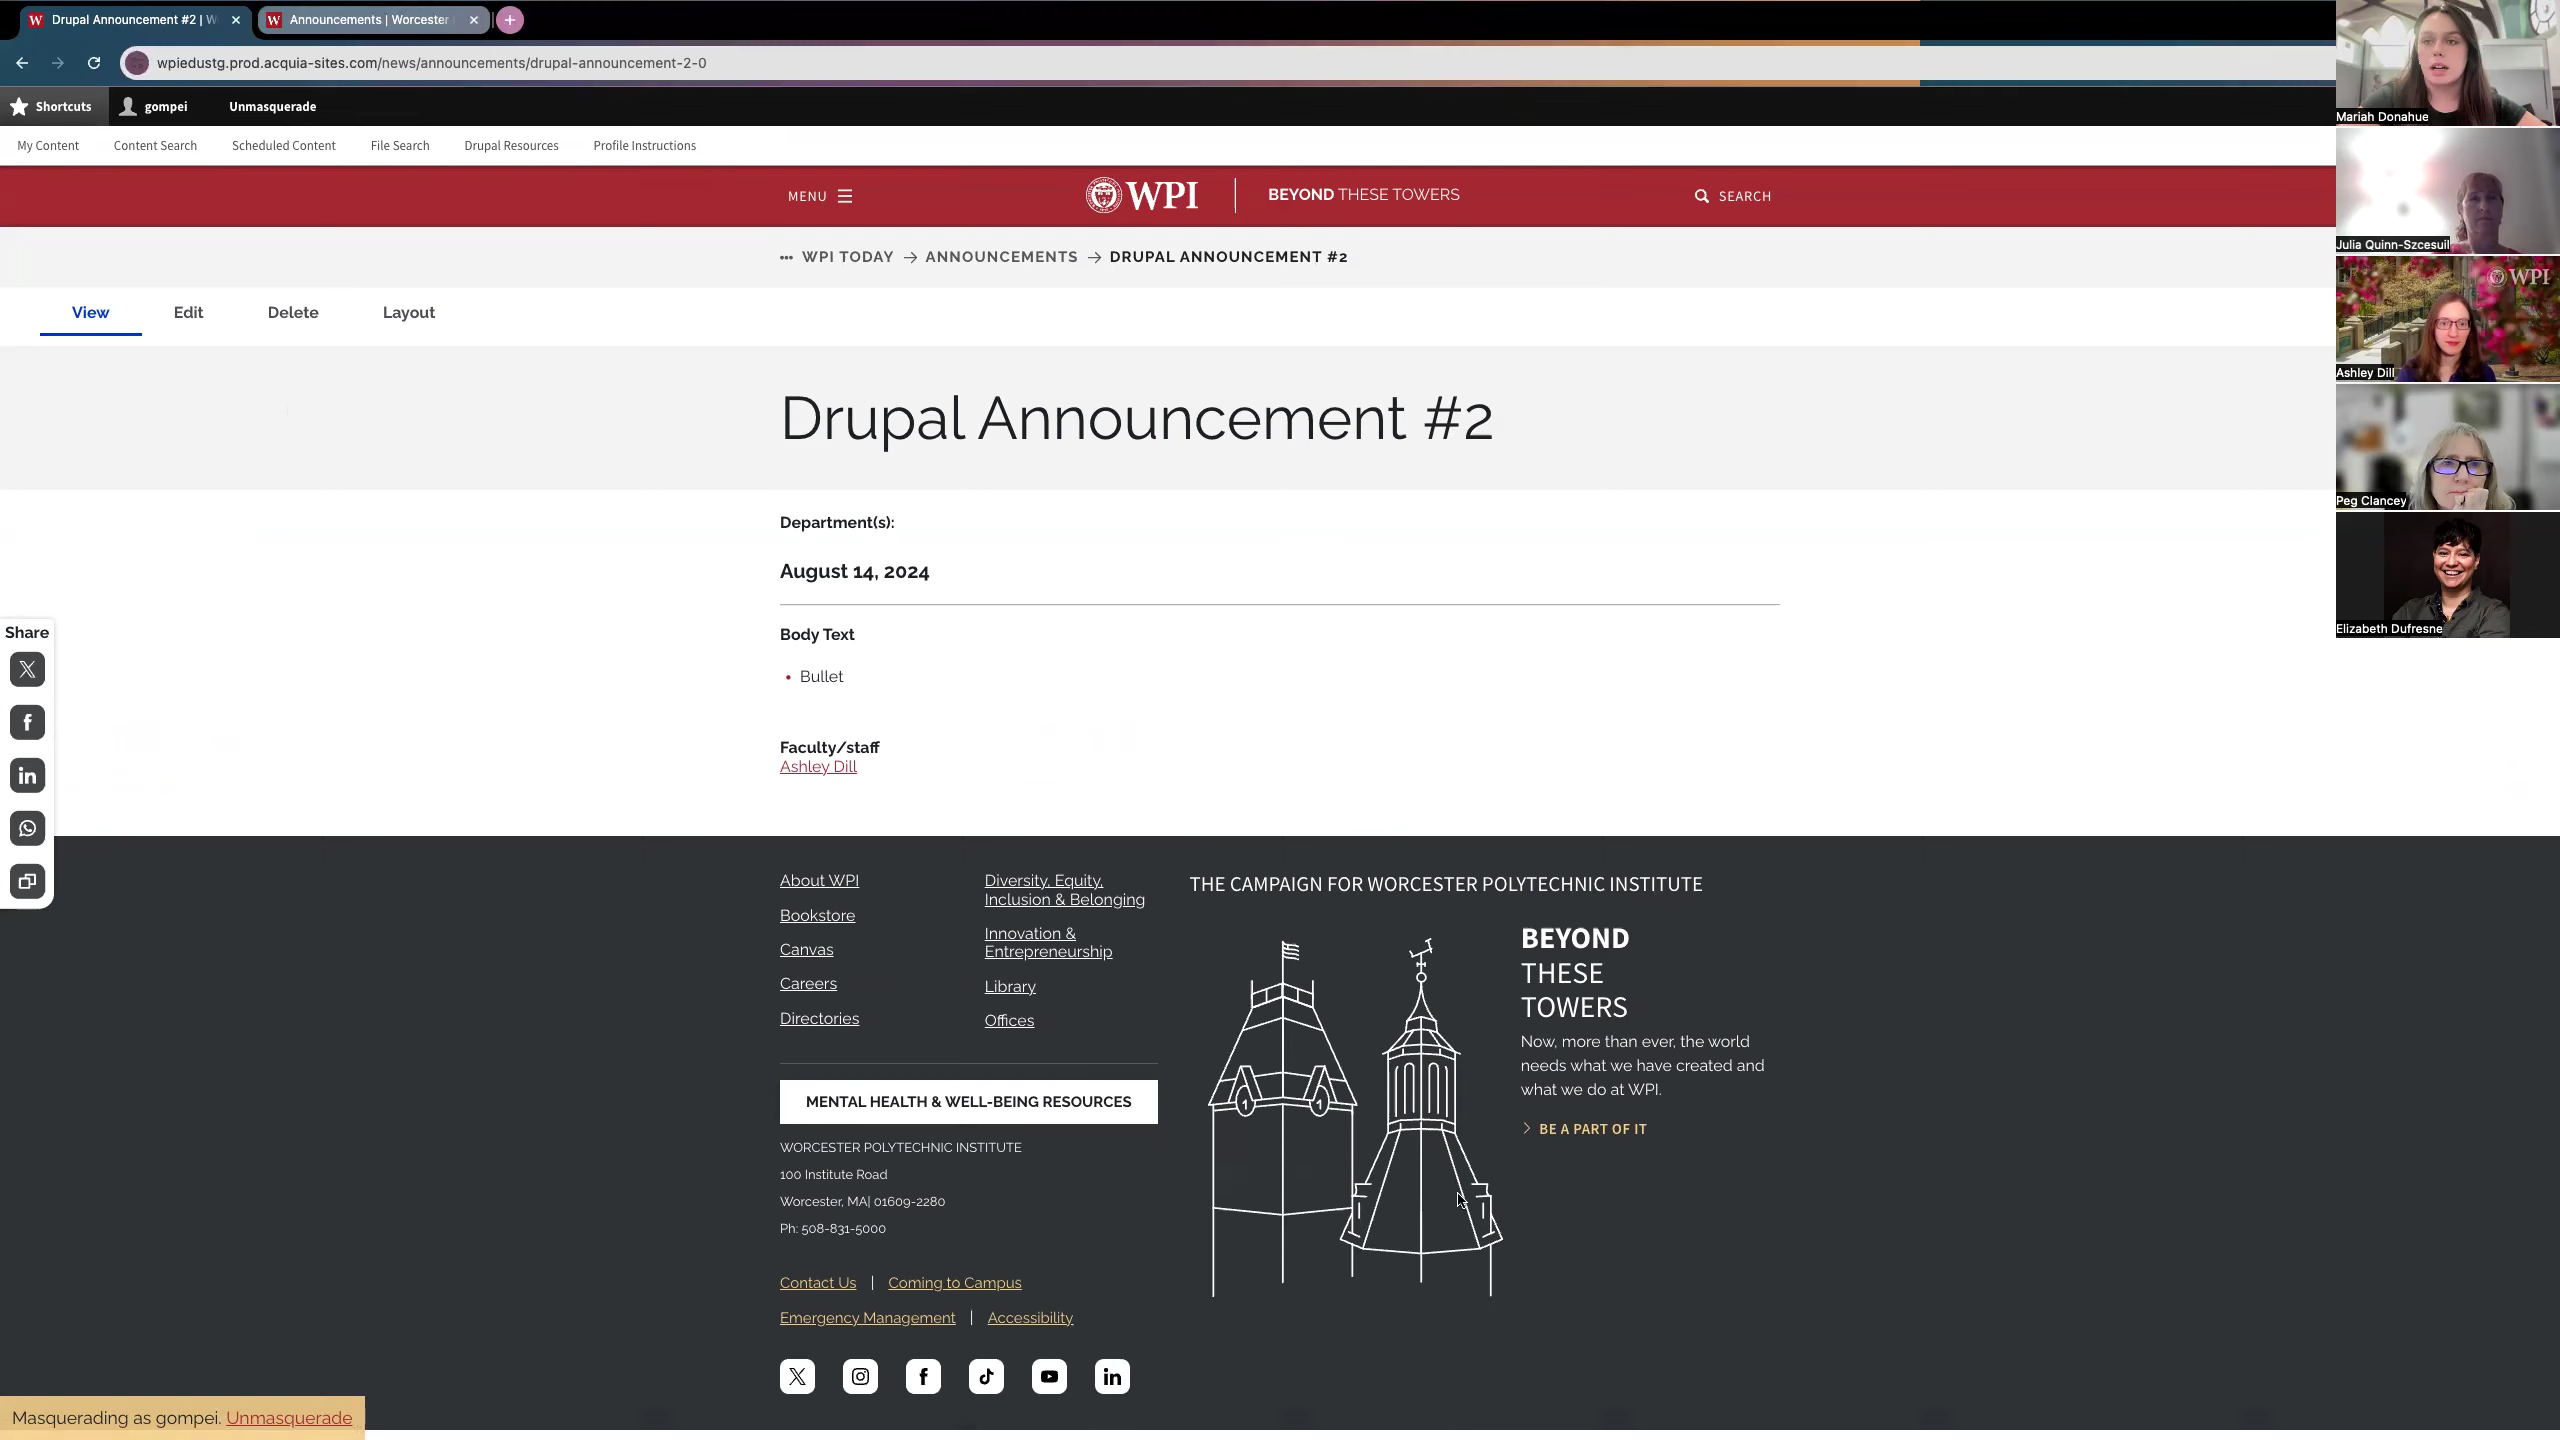 Drupal Announcement #2 | W
Announcements | Worcester
wpiedustg.prod.acquia-sites.com/news/announcements/drupal-announcement-2-0
Shortcuts gompei Unmasquerade
My Content Content Search Scheduled Content File Search Drupal Resources Profile Instructions
MENU WPI BEYOND THESE TOWERS SEARCH
••• WPI TODAY → ANNOUNCEMENTS → DRUPAL ANNOUNCEMENT #2
View Edit Delete Layout
Drupal Announcement #2
Department(s):
August 14, 2024
Body Text
• Bullet
Faculty/staff
Ashley Dill
Share
About WPI
Bookstore
Canvas
Careers
Directories
Diversity, Equity,
Inclusion & Belonging
Innovation &
Entrepreneurship
Library
Offices
MENTAL HEALTH & WELL-BEING RESOURCES
WORCESTER POLYTECHNIC INSTITUTE
100 Institute Road
Worcester, MA| 01609-2280
Ph: 508-831-5000
Contact Us | Coming to Campus
Emergency Management | Accessibility
THE CAMPAIGN FOR WORCESTER POLYTECHNIC INSTITUTE
BEYOND
THESE
TOWERS
Now, more than ever, the world
needs what we have created and
what we do at WPI.
BE A PART OF IT
Masquerading as gompei. Unmasquerade
Mariah Donahue
Julia Quinn-Szcesuil
WPI
Ashley Dill
Peg Clancey
Elizabeth Dufresne